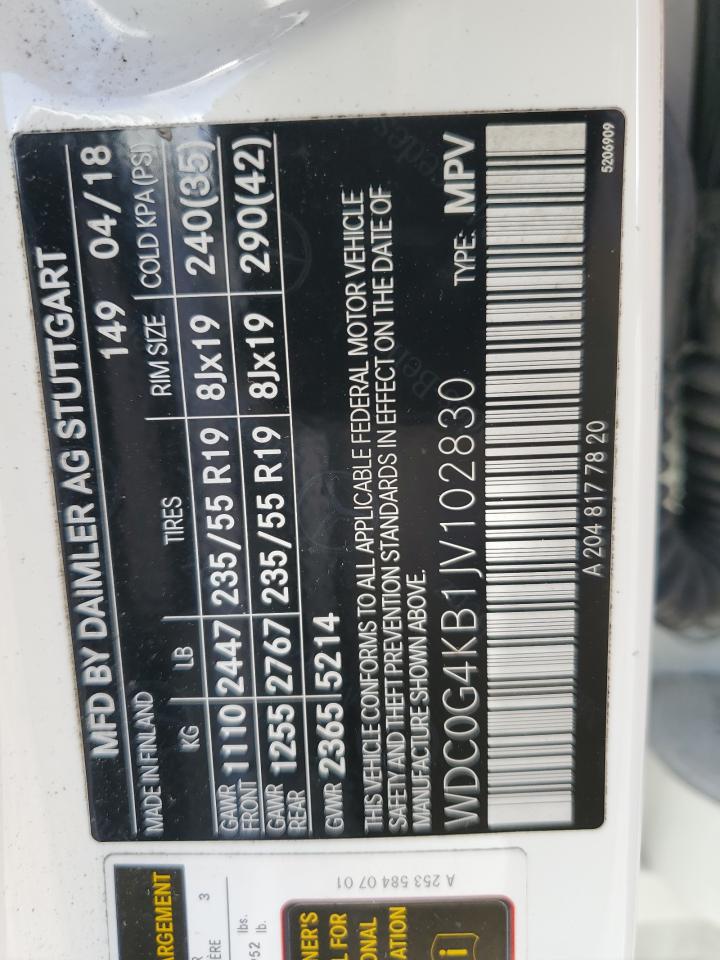 MFD BY DAIMLER AG STUTTGART
149 04/18
MADE IN FINLAND
KG LB TIRES RIM SIZE COLD KPA (PSI)
GAWR FRONT 1110 2447 235/55 R19 8Jx19 240(35)
GAWR REAR 1255 2767 235/55 R19 8Jx19 290(42)
GWR 2365 5214
THIS VEHICLE CONFORMS TO ALL APPLICABLE FEDERAL MOTOR VEHICLE
SAFETY AND THEFT PREVENTION STANDARDS IN EFFECT ON THE DATE OF
MANUFACTURE SHOWN ABOVE.
WDC0G4KB1JV102830 TYPE: MPV
A 204 817 78 20
5206909
A 253 584 07 01
ARGEMENT
3
lbs.
lb.
NER'S
L FOR
ONAL
ATION
i